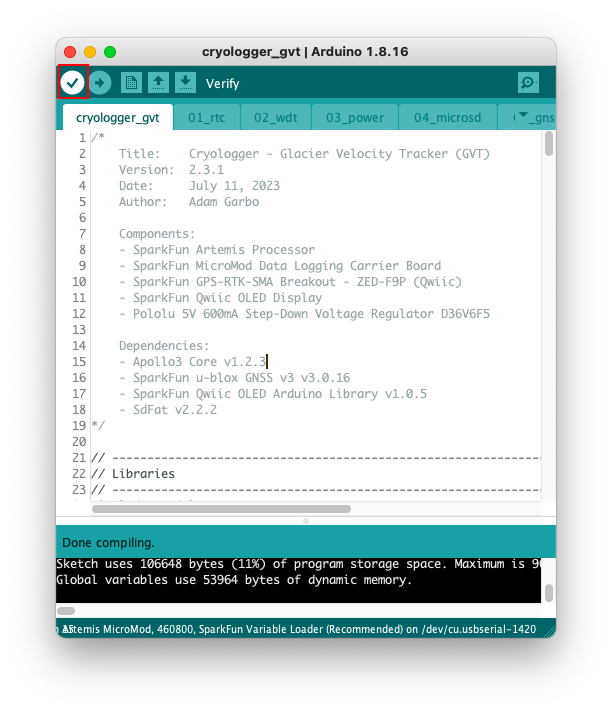 cryologger_gvt | Arduino 1.8.16
Verify
cryologger_gvt 01_rtc 02_wdt 03_power 04_microsd _gns
1 /*
2 Title: Cryologger - Glacier Velocity Tracker (GVT)
3 Version: 2.3.1
4 Date: July 11, 2023
5 Author: Adam Garbo
6
7 Components:
8 - SparkFun Artemis Processor
9 - SparkFun MicroMod Data Logging Carrier Board
10 - SparkFun GPS-RTK-SMA Breakout - ZED-F9P (Qwiic)
11 - SparkFun Qwiic OLED Display
12 - Pololu 5V 600mA Step-Down Voltage Regulator D36V6F5
13
14 Dependencies:
15 - Apollo3 Core v1.2.3
16 - SparkFun u-blox GNSS v3 v3.0.16
17 - SparkFun Qwiic OLED Arduino Library v1.0.5
18 - SdFat v2.2.2
19 */
20
21 // ----------------------------------------------------------------
22 // Libraries
23 // ----------------------------------------------------------------
Done compiling.
Sketch uses 106648 bytes (11%) of program storage space. Maximum is
Global variables use 53964 bytes of dynamic memory.
Artemis MicroMod, 460800, SparkFun Variable Loader (Recommended) on /dev/cu.usbserial-1420